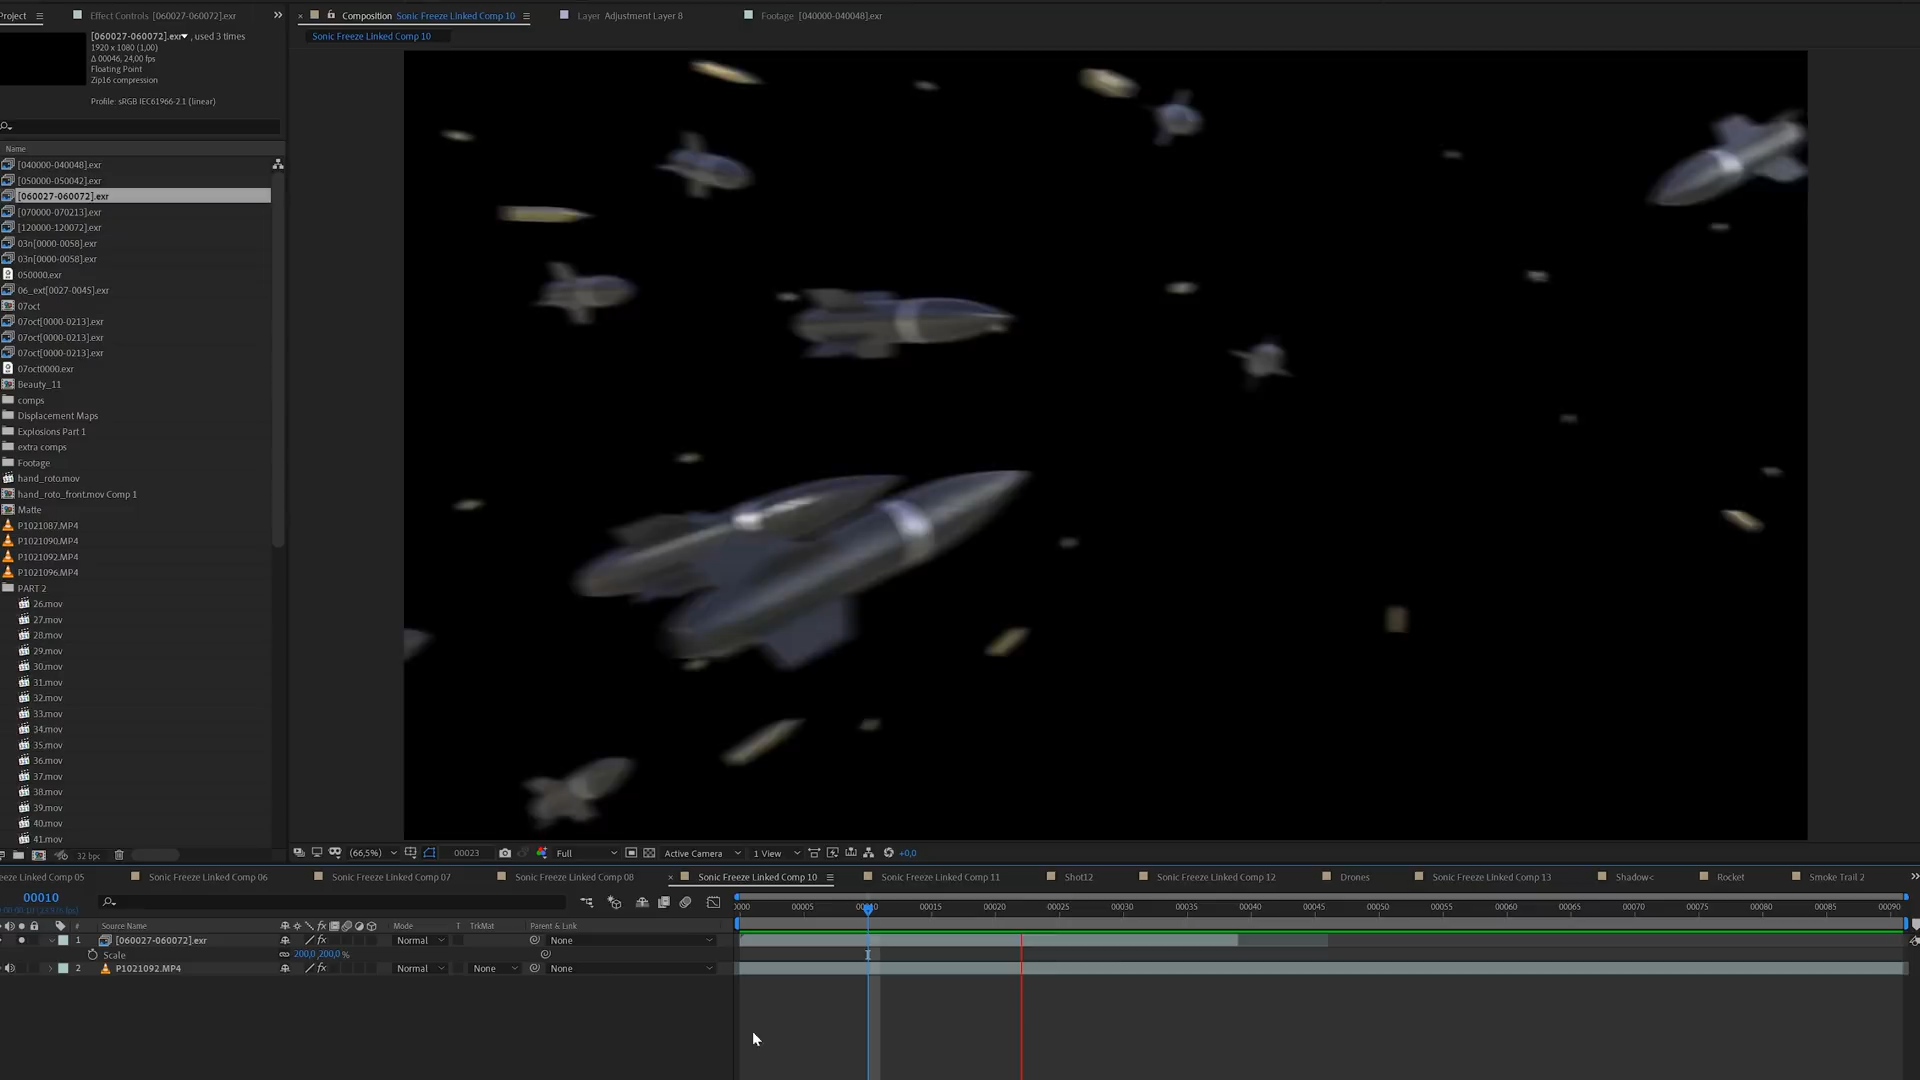 Project
Effect Controls [060027-060072].exr
Composition Sonic Freeze Linked Comp 10
Layer Adjustment Layer 8
Footage [040000-040048].exr
Sonic Freeze Linked Comp 10
[060027-060072].exr, used 3 times
1920 x 1080 (1,00)
Δ 00046, 24,00 fps
Floating Point
Zip16 compression
Profile: sRGB IEC61966-2.1 (linear)
Name
[040000-040048].exr
[050000-050042].exr
[060027-060072].exr
[070000-070213].exr
[120000-120072].exr
03n[0000-0058].exr
03n[0000-0058].exr
050000.exr
06_ext[0027-0045].exr
07oct
07oct[0000-0213].exr
07oct[0000-0213].exr
07oct[0000-0213].exr
07oct0000.exr
Beauty_11
comps
Displacement Maps
Explosions Part 1
extra comps
Footage
hand_roto.mov
hand_roto_front.mov Comp 1
Matte
P1021087.MP4
P1021090.MP4
P1021092.MP4
P1021096.MP4
PART 2
26.mov
27.mov
28.mov
29.mov
30.mov
31.mov
32.mov
33.mov
34.mov
35.mov
36.mov
37.mov
38.mov
39.mov
40.mov
41.mov
32 bpc
(66,5%) 00023 Full Active Camera 1 View +0,0
eeze Linked Comp 05 Sonic Freeze Linked Comp 06 Sonic Freeze Linked Comp 07 Sonic Freeze Linked Comp 08 Sonic Freeze Linked Comp 10 Sonic Freeze Linked Comp 11 Shot12 Sonic Freeze Linked Comp 12 Drones Sonic Freeze Linked Comp 13 Shadow< Rocket Smoke Trail 2
00010
0000 00005 00010 00015 00020 00025 00030 00035 00040 00045 00050 00055 00060 00065 00070 00075 00080 00085 00090
# Source Name fx Mode T TrkMat Parent & Link
1 [060027-060072].exr fx Normal None
Scale 200,0,200,0 %
2 P1021092.MP4 fx Normal None None